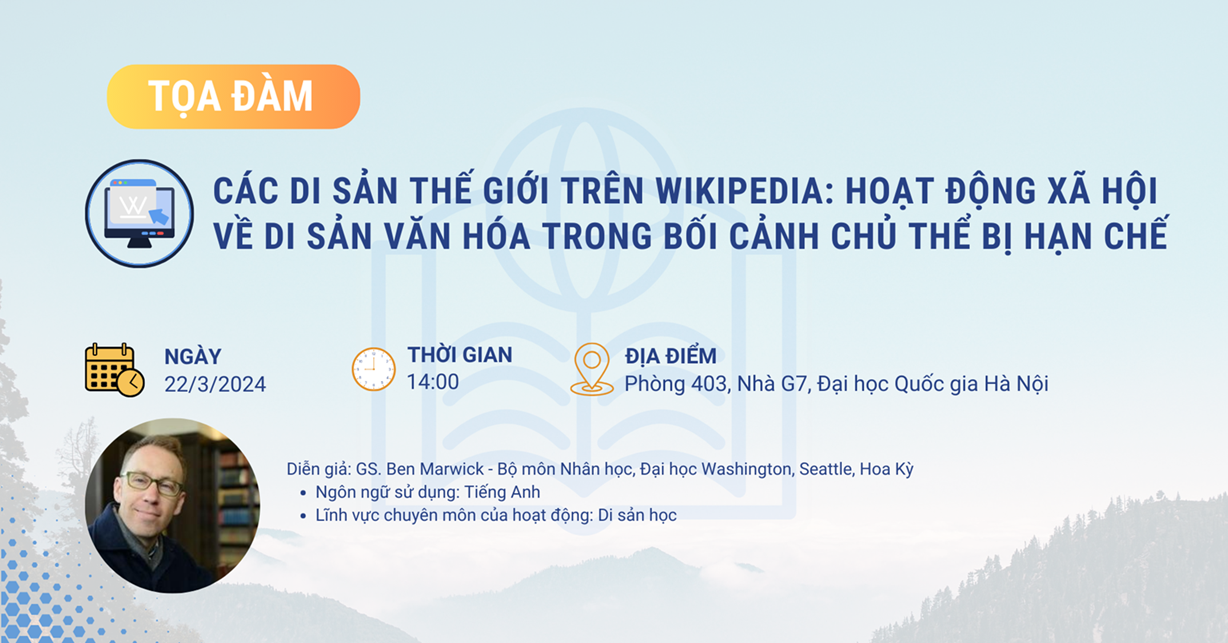 TỌA ĐÀM
W
CÁC DI SẢN THẾ GIỚI TRÊN WIKIPEDIA: HOẠT ĐỘNG XÃ HỘI
VỀ DI SẢN VĂN HÓA TRONG BỐI CẢNH CHỦ THỂ BỊ HẠN CHẾ
NGÀY
22/3/2024
THỜI GIAN
14:00
ĐỊA ĐIỂM
Phòng 403, Nhà G7, Đại học Quốc gia Hà Nội
Diễn giả: GS. Ben Marwick - Bộ môn Nhân học, Đại học Washington, Seattle, Hoa Kỳ
• Ngôn ngữ sử dụng: Tiếng Anh
• Lĩnh vực chuyên môn của hoạt động: Di sản học